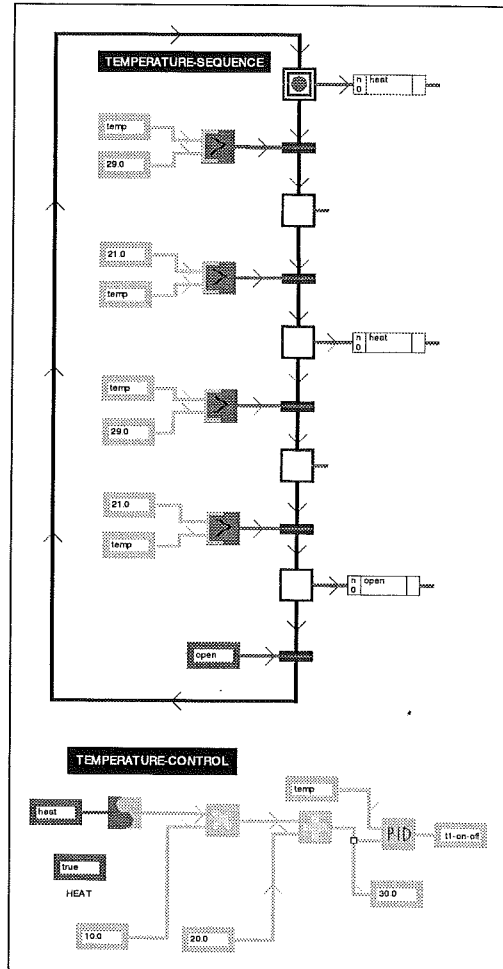 TEMPERATURE-SEQUENCE
n heat
0
temp
29.0
21.0
temp
n heat
0
temp
29.0
21.0
temp
n open
0
open
TEMPERATURE-CONTROL
temp
heat
PID
t1-on-off
true
HEAT
30.0
10.0
20.0